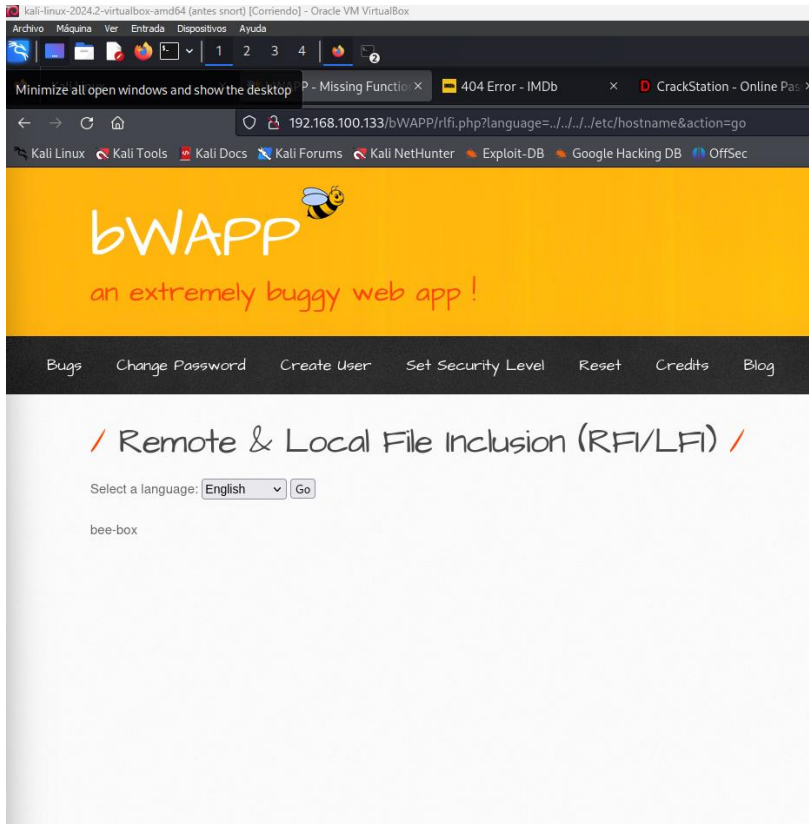 kali-linux-2024.2-virtualbox-amd64 (antes snort) [Corriendo] - Oracle VM VirtualBox
Archivo Máquina Ver Entrada Dispositivos Ayuda
1 2 3 4 2
Minimize all open windows and show the desktop P - Missing Functio 404 Error - IMDb CrackStation - Online Pas
192.168.100.133/bWAPP/rlfi.php?language=../../../../etc/hostname&action=go
Kali Linux Kali Tools Kali Docs Kali Forums Kali NetHunter Exploit-DB Google Hacking DB OffSec
bWAPP
an extremely buggy web app !
Bugs Change Password Create User Set Security Level Reset Credits Blog
/ Remote & Local File Inclusion (RFI/LFI) /
Select a language: English Go
bee-box